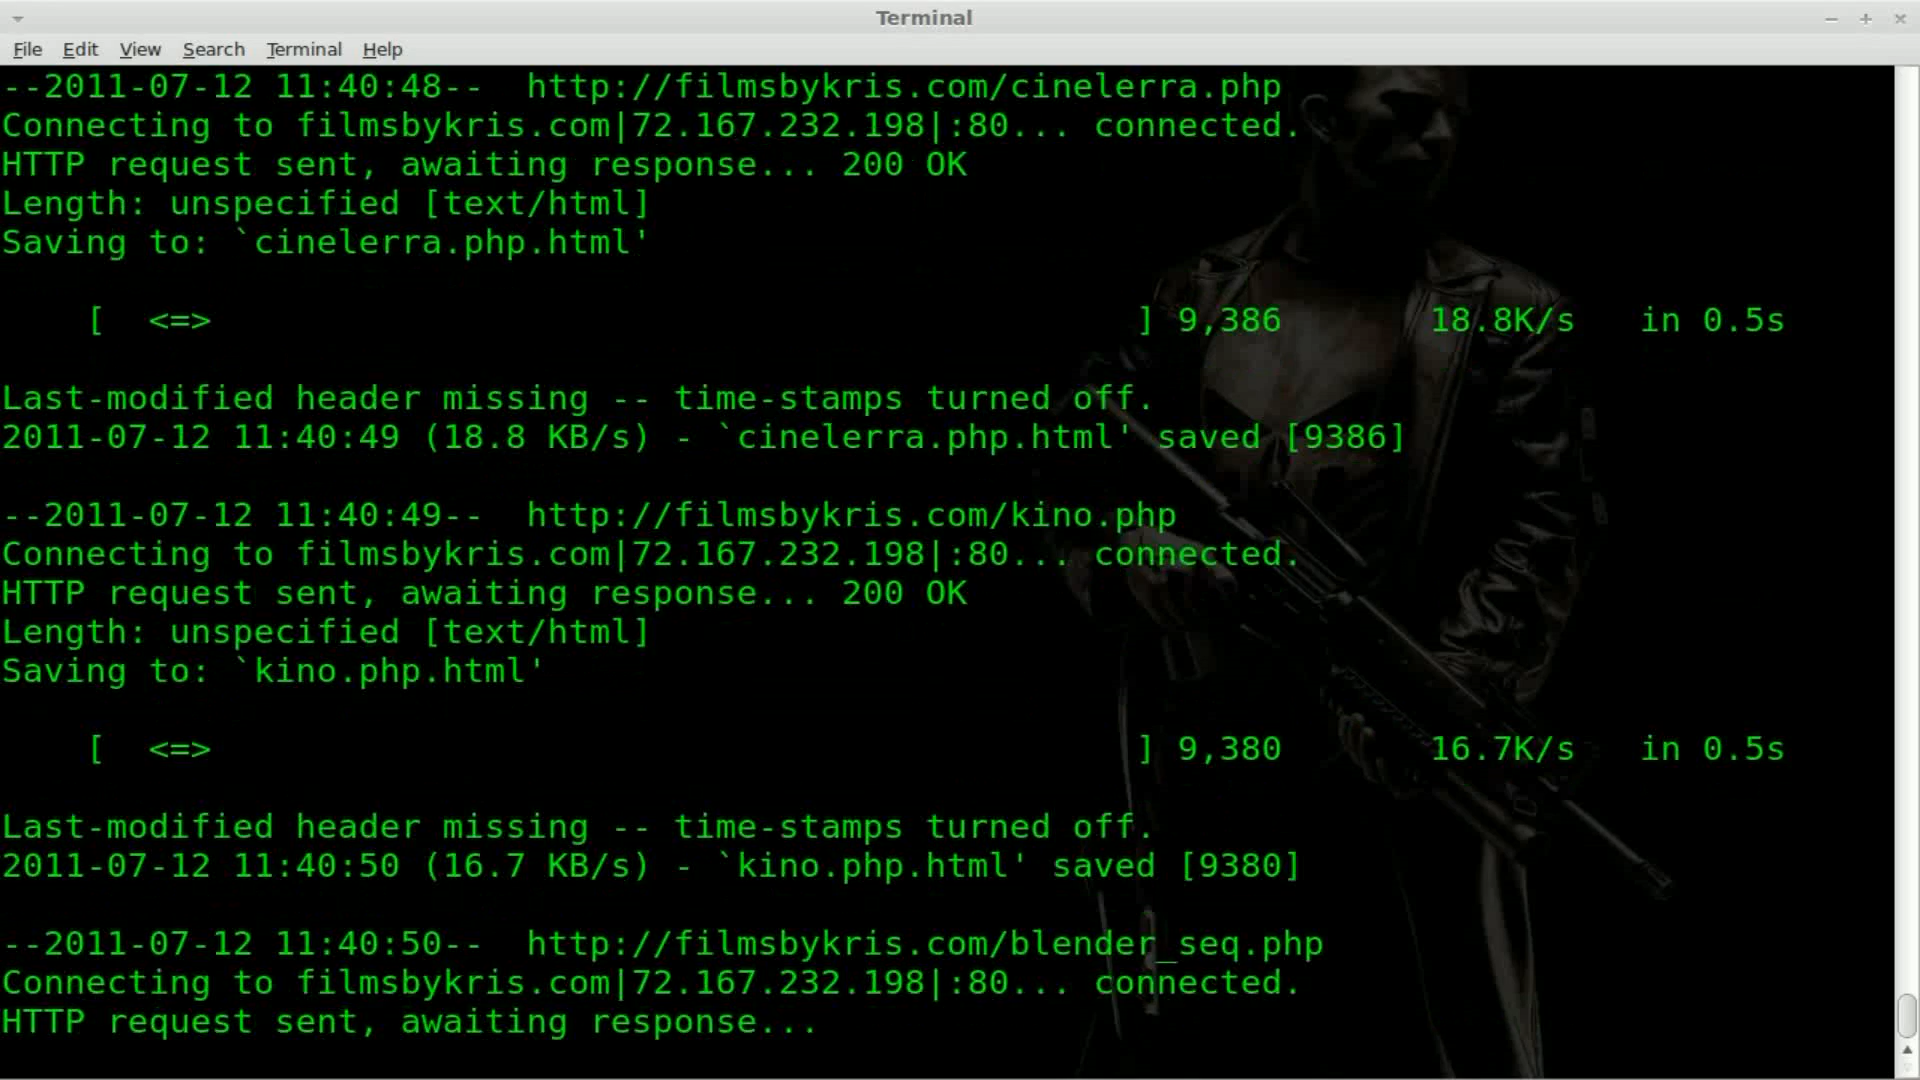 Terminal
File Edit View Search Terminal Help
--2011-07-12 11:40:48--  http://filmsbykris.com/cinelerra.php
Connecting to filmsbykris.com|72.167.232.198|:80... connected.
HTTP request sent, awaiting response... 200 OK
Length: unspecified [text/html]
Saving to: `cinelerra.php.html'
[  <=>                                            ] 9,386       18.8K/s   in 0.5s
Last-modified header missing -- time-stamps turned off.
2011-07-12 11:40:49 (18.8 KB/s) - `cinelerra.php.html' saved [9386]
--2011-07-12 11:40:49--  http://filmsbykris.com/kino.php
Connecting to filmsbykris.com|72.167.232.198|:80... connected.
HTTP request sent, awaiting response... 200 OK
Length: unspecified [text/html]
Saving to: `kino.php.html'
[  <=>                                            ] 9,380       16.7K/s   in 0.5s
Last-modified header missing -- time-stamps turned off.
2011-07-12 11:40:50 (16.7 KB/s) - `kino.php.html' saved [9380]
--2011-07-12 11:40:50--  http://filmsbykris.com/blender_seq.php
Connecting to filmsbykris.com|72.167.232.198|:80... connected.
HTTP request sent, awaiting response...